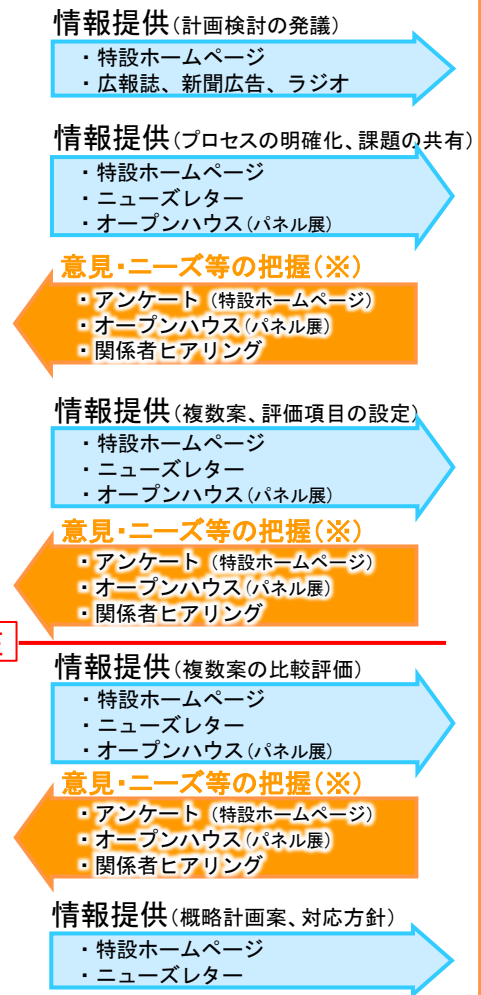 情報提供(計画検討の発議)
・特設ホームページ
・広報誌、新聞広告、ラジオ
情報提供(プロセスの明確化、課題の共有)
・特設ホームページ
・ニューズレター
・オープンハウス(パネル展)
意見・ニーズ等の把握(※)
・アンケート(特設ホームページ)
・オープンハウス(パネル展)
・関係者ヒアリング
情報提供(複数案、評価項目の設定)
・特設ホームページ
・ニューズレター
・オープンハウス(パネル展)
意見・ニーズ等の把握(※)
・アンケート(特設ホームページ)
・オープンハウス(パネル展)
・関係者ヒアリング
情報提供(複数案の比較評価)
・特設ホームページ
・ニューズレター
・オープンハウス(パネル展)
意見・ニーズ等の把握(※)
・アンケート(特設ホームページ)
・オープンハウス(パネル展)
・関係者ヒアリング
情報提供(概略計画案、対応方針)
・特設ホームページ
・ニューズレター